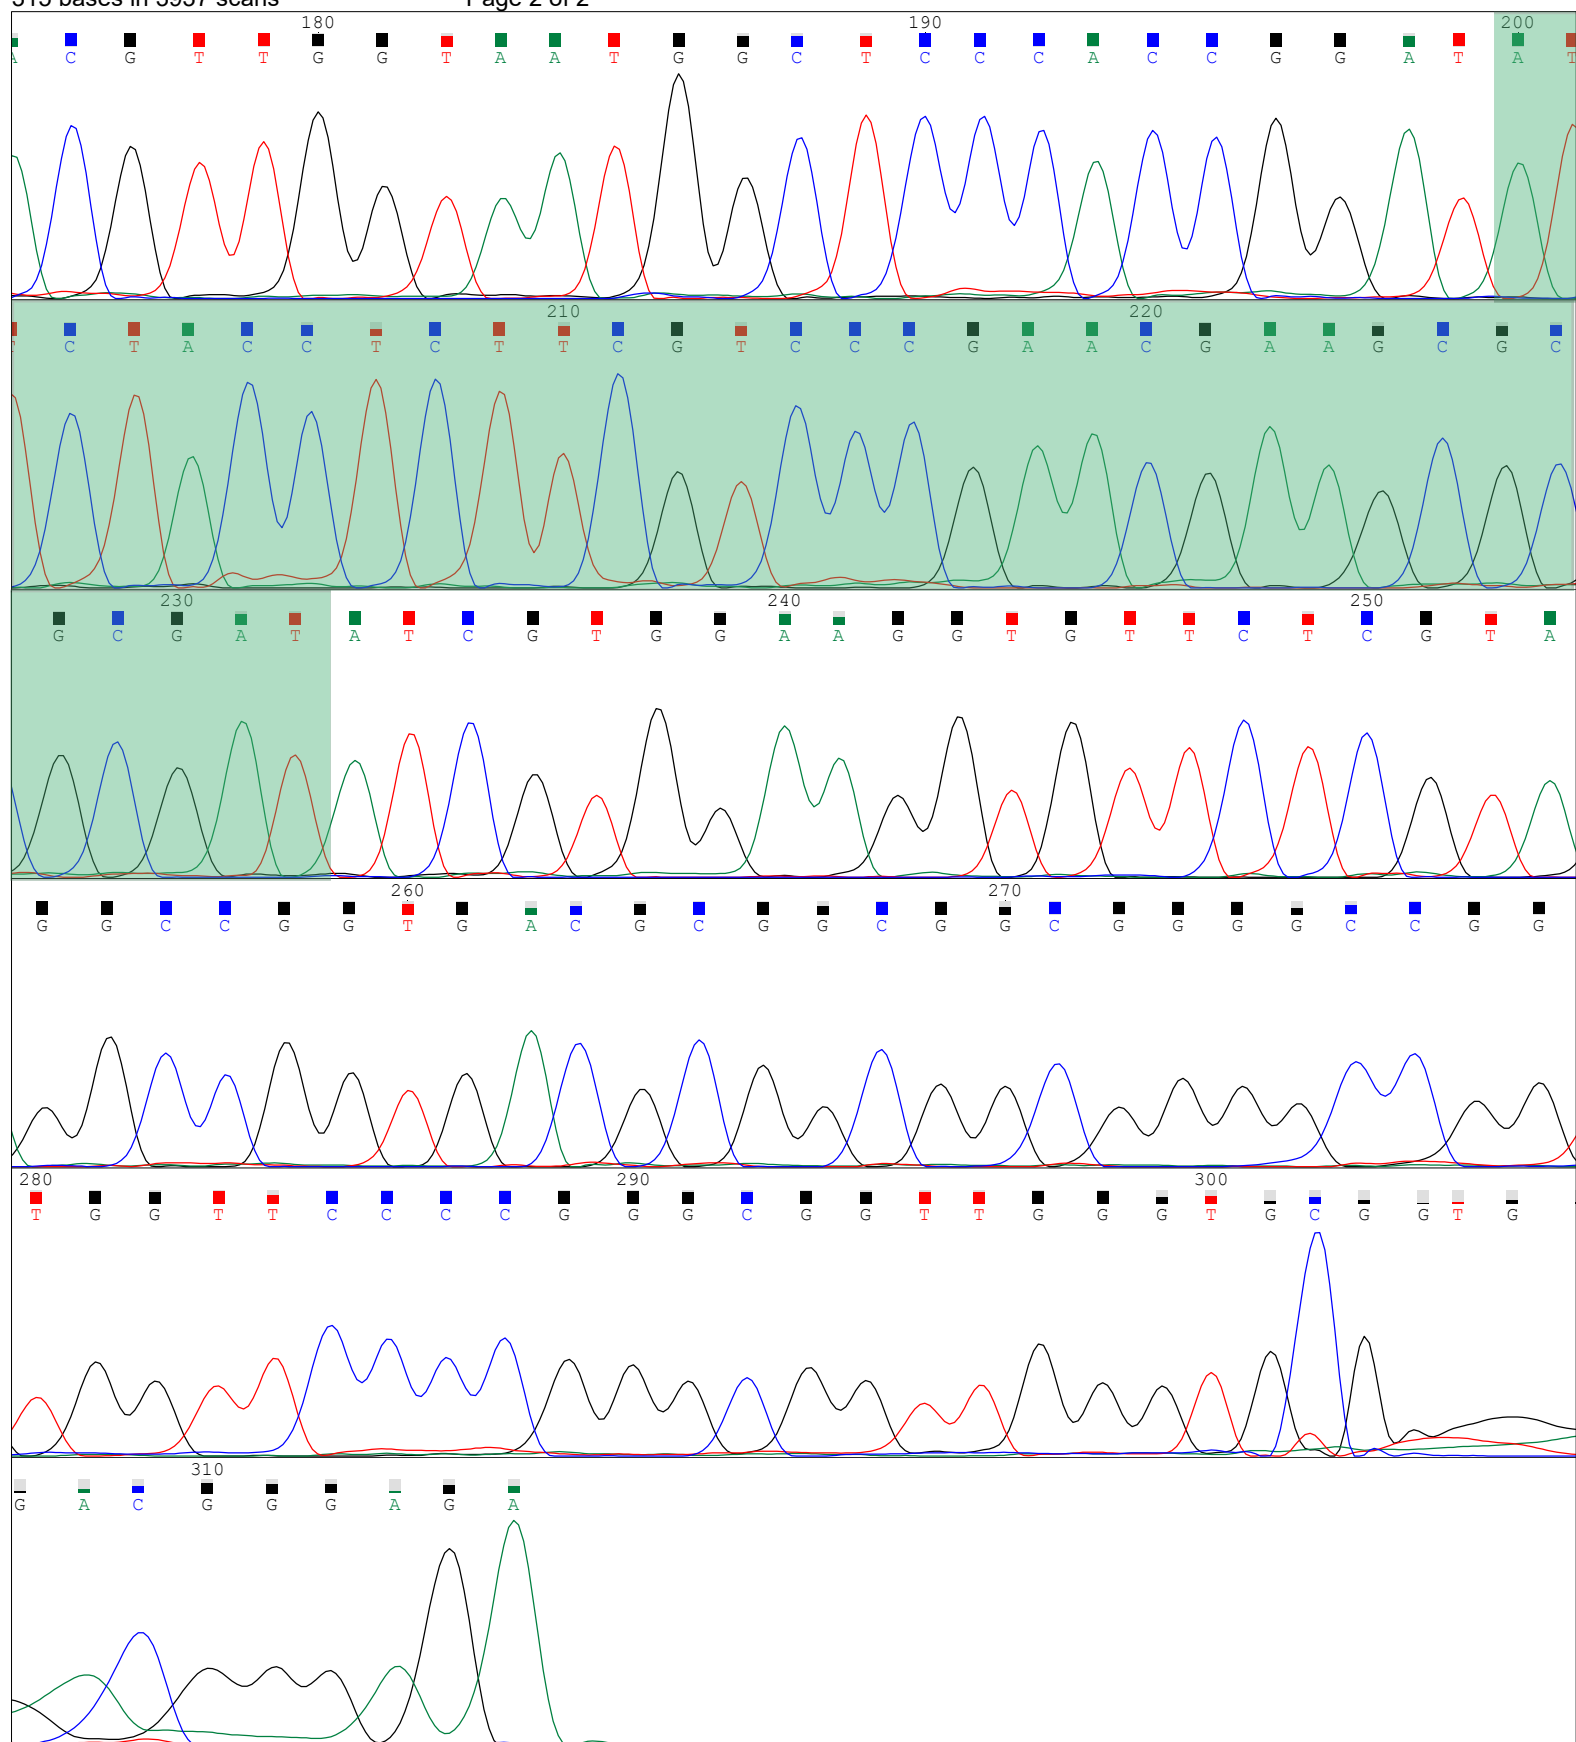 Page 2 of 2
180 190 200
A C G T T G G T A A T G G C T C C C A C C G G A T A T
210 220
T C T A C C T C T T C G T C C C G A A C G A A G C G C
230 240 250
G C G A T A T C G T G G A A G G T G T T C T C G T A
260 270
G G C C G G T G A C G C G G C G G C G G G G C C G G
280 290 300
T G G T T C C C C G G G C G G T T G G G T G C G G T G
310
G A C G G G A G A